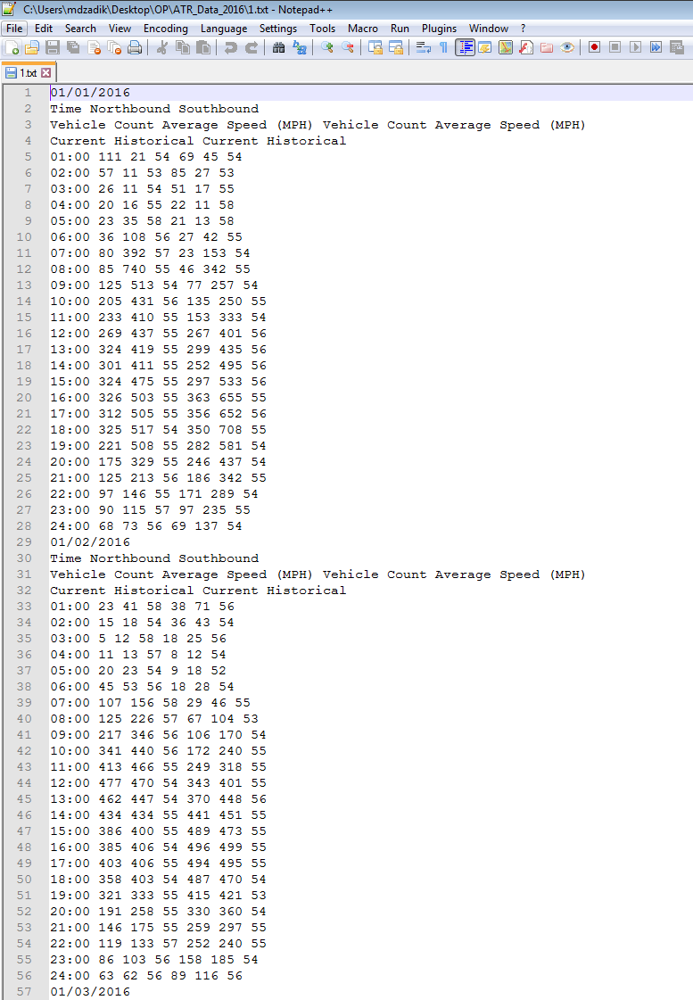 C:\Users\mdzadik\Desktop\OP\ATR_Data_2016\1.txt - Notepad++
File Edit Search View Encoding Language Settings Tools Macro Run Plugins Window ?
1.txt
1 01/01/2016
2 Time Northbound Southbound
3 Vehicle Count Average Speed (MPH) Vehicle Count Average Speed (MPH)
4 Current Historical Current Historical
5 01:00 111 21 54 69 45 54
6 02:00 57 11 53 85 27 53
7 03:00 26 11 54 51 17 55
8 04:00 20 16 55 22 11 58
9 05:00 23 35 58 21 13 58
10 06:00 36 108 56 27 42 55
11 07:00 80 392 57 23 153 54
12 08:00 85 740 55 46 342 55
13 09:00 125 513 54 77 257 54
14 10:00 205 431 56 135 250 55
15 11:00 233 410 55 153 333 54
16 12:00 269 437 55 267 401 56
17 13:00 324 419 55 299 435 56
18 14:00 301 411 55 252 495 56
19 15:00 324 475 55 297 533 56
20 16:00 326 503 55 363 655 55
21 17:00 312 505 55 356 652 56
22 18:00 325 517 54 350 708 55
23 19:00 221 508 55 282 581 54
24 20:00 175 329 55 246 437 54
25 21:00 125 213 56 186 342 55
26 22:00 97 146 55 171 289 54
27 23:00 90 115 57 97 235 55
28 24:00 68 73 56 69 137 54
29 01/02/2016
30 Time Northbound Southbound
31 Vehicle Count Average Speed (MPH) Vehicle Count Average Speed (MPH)
32 Current Historical Current Historical
33 01:00 23 41 58 38 71 56
34 02:00 15 18 54 36 43 54
35 03:00 5 12 58 18 25 56
36 04:00 11 13 57 8 12 54
37 05:00 20 23 54 9 18 52
38 06:00 45 53 56 18 28 54
39 07:00 107 156 58 29 46 55
40 08:00 125 226 57 67 104 53
41 09:00 217 346 56 106 170 54
42 10:00 341 440 56 172 240 55
43 11:00 413 466 55 249 318 55
44 12:00 477 470 54 343 401 55
45 13:00 462 447 54 370 448 56
46 14:00 434 434 55 441 451 55
47 15:00 386 400 55 489 473 55
48 16:00 385 406 54 496 499 55
49 17:00 403 406 55 494 495 55
50 18:00 358 403 54 487 470 54
51 19:00 321 333 55 415 421 53
52 20:00 191 258 55 330 360 54
53 21:00 146 175 55 259 297 55
54 22:00 119 133 57 252 240 55
55 23:00 86 103 56 158 185 54
56 24:00 63 62 56 89 116 56
57 01/03/2016